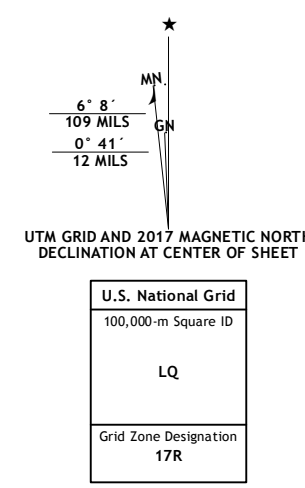 ★
MN.
6° 8´
109 MILS
GN
0° 41´
12 MILS
UTM GRID AND 2017 MAGNETIC NORTH
DECLINATION AT CENTER OF SHEET
U.S. National Grid
100,000-m Square ID
LQ
Grid Zone Designation
17R